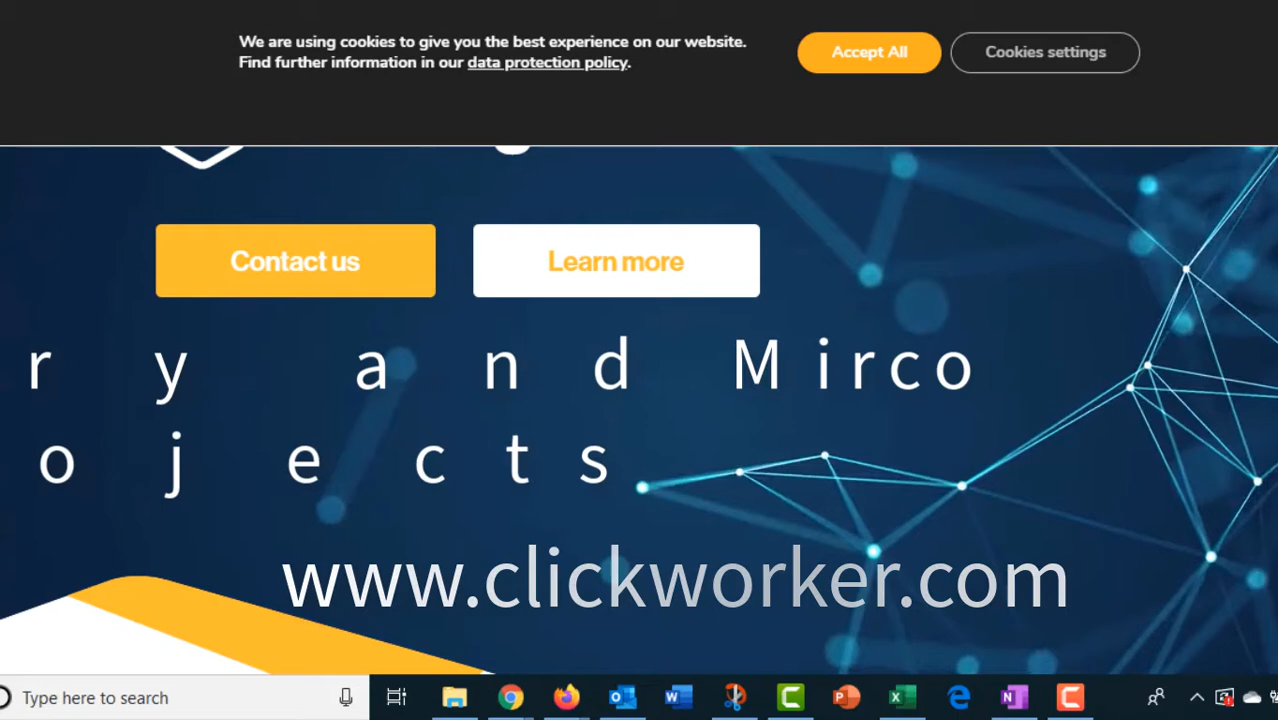 We are using cookies to give you the best experience on our website.
Find further information in our data protection policy.
Accept All
Cookies settings
Contact us
Learn more
r y a n d Mirco
o j e c t s
www.clickworker.com
Type here to search